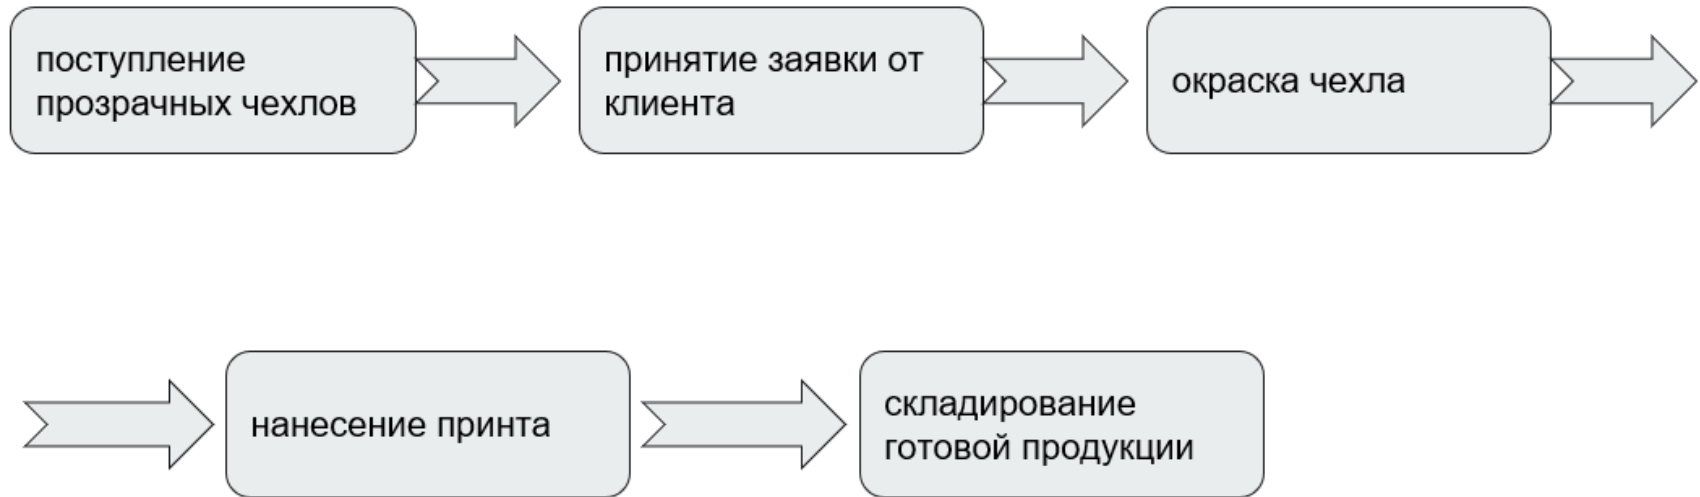 поступление
прозрачных чехлов
принятие заявки от
клиента
окраска чехла
нанесение принта
складирование
готовой продукции